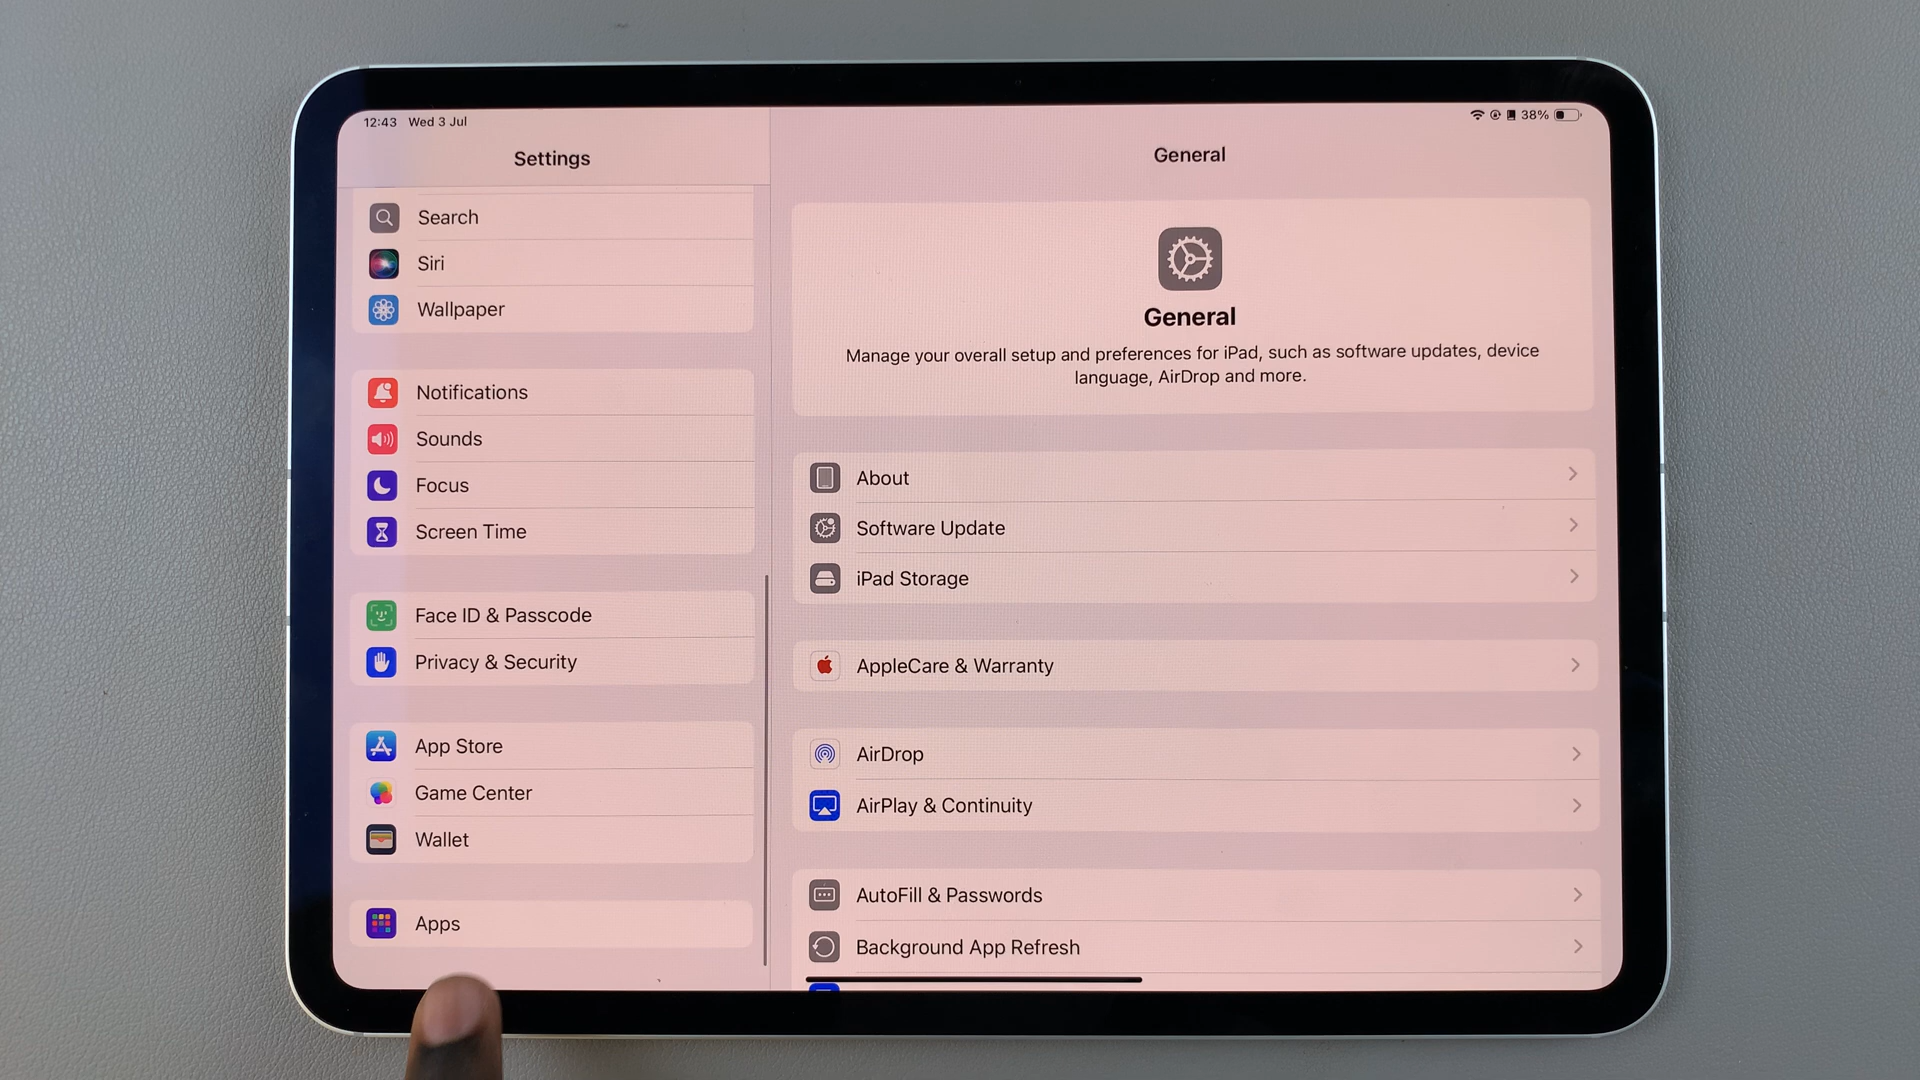 12:43 Wed 3 Jul
38%
Settings
Search
Siri
Wallpaper
Notifications
Sounds
Focus
Screen Time
Face ID & Passcode
Privacy & Security
App Store
Game Center
Wallet
Apps
General
General
Manage your overall setup and preferences for iPad, such as software updates, device
language, AirDrop and more.
About
Software Update
iPad Storage
AppleCare & Warranty
AirDrop
AirPlay & Continuity
AutoFill & Passwords
Background App Refresh